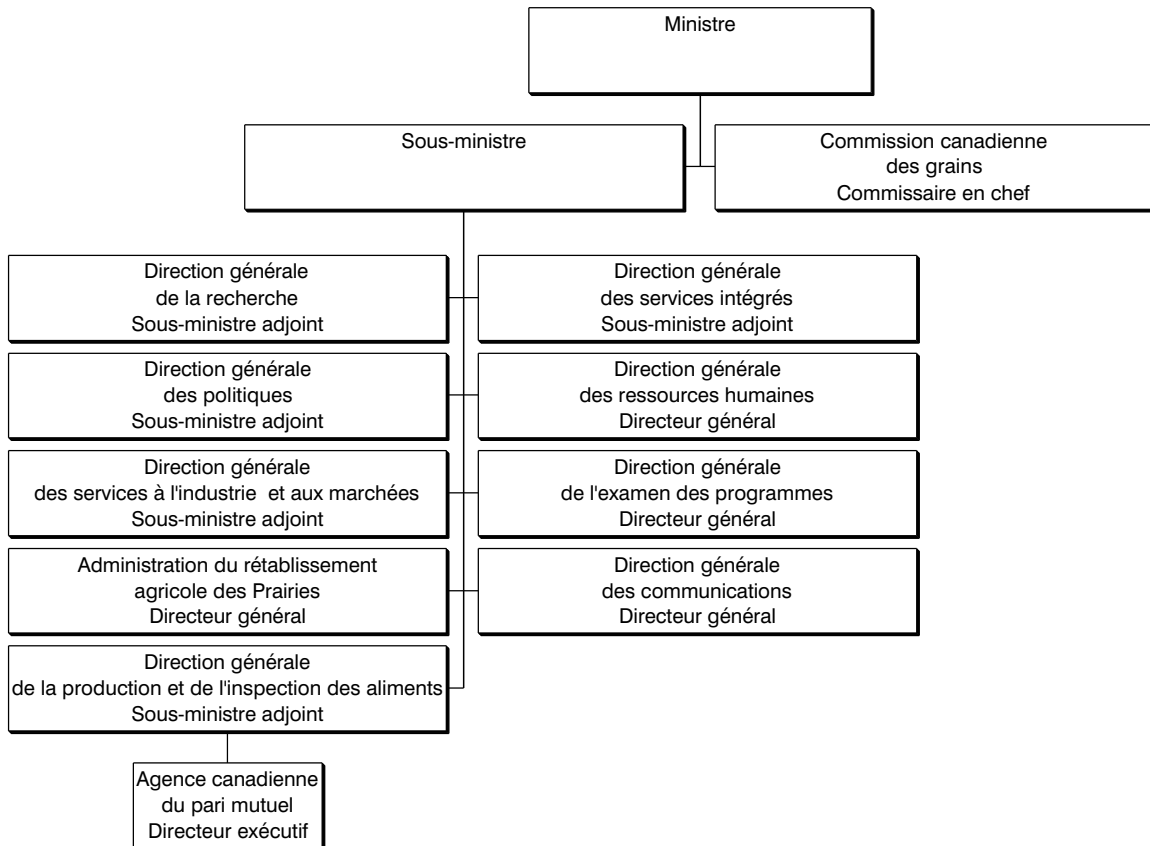 Ministre
Sous-ministre
Commission canadienne
des grains
Commissaire en chef
Direction générale
de la recherche
Sous-ministre adjoint
Direction générale
des services intégrés
Sous-ministre adjoint
Direction générale
des politiques
Sous-ministre adjoint
Direction générale
des ressources humaines
Directeur général
Direction générale
des services à l'industrie et aux marchées
Sous-ministre adjoint
Direction générale
de l'examen des programmes
Directeur général
Administration du rétablissement
agricole des Prairies
Directeur général
Direction générale
des communications
Directeur général
Direction générale
de la production et de l'inspection des aliments
Sous-ministre adjoint
Agence canadienne
du pari mutuel
Directeur exécutif